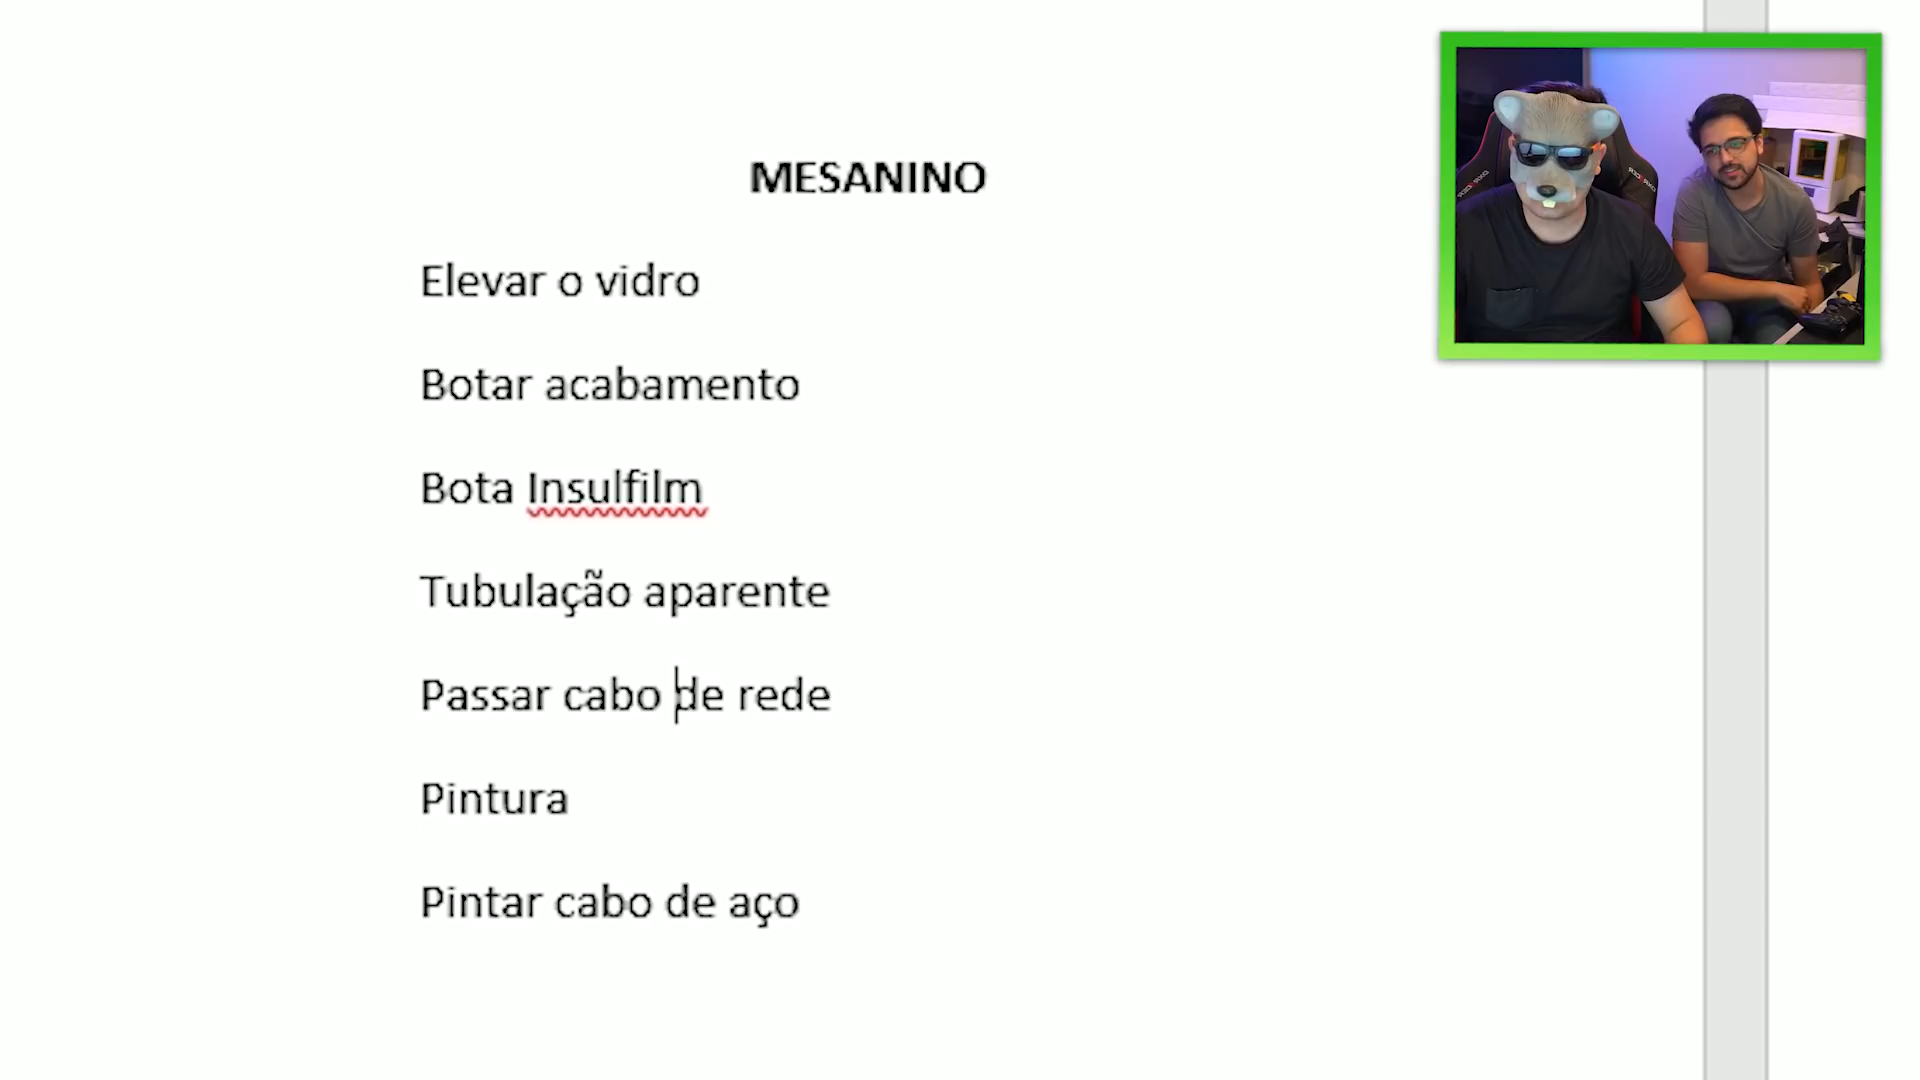 MESANINO
Elevar o vidro
Botar acabamento
Bota Insulfilm
Tubulação aparente
Passar cabo de rede
Pintura
Pintar cabo de aço